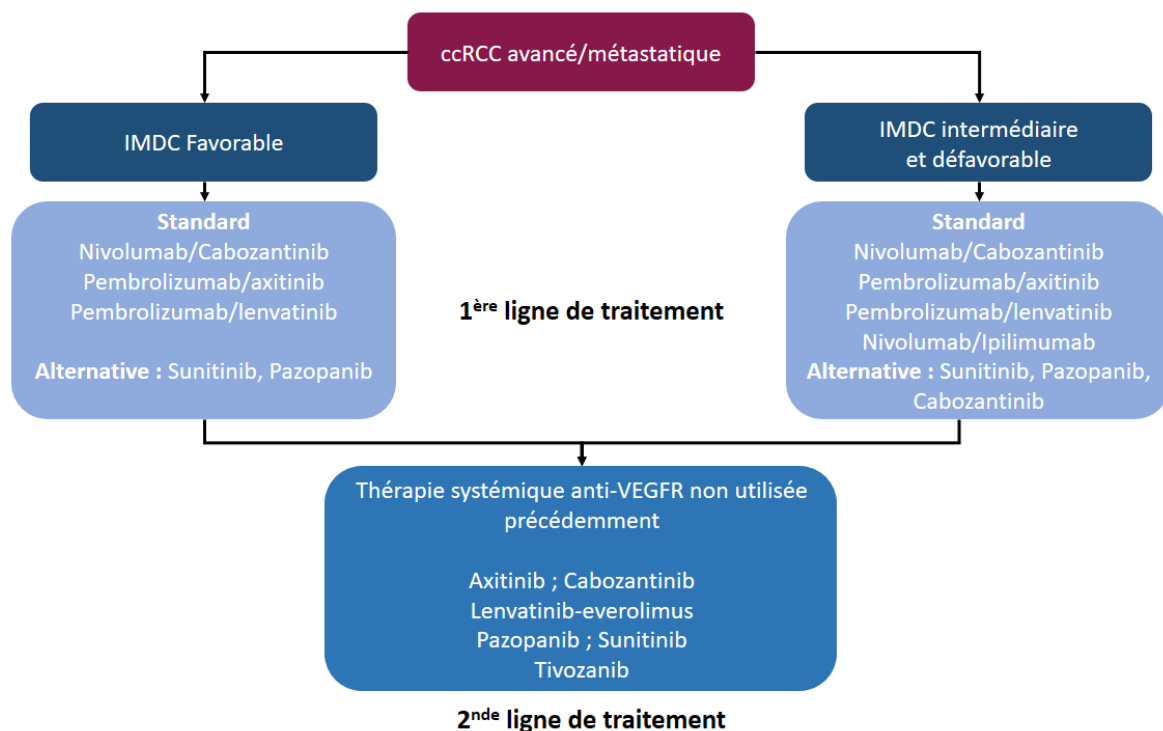 ccRCC avancé/métastatique
IMDC Favorable
IMDC intermédiaire
et défavorable
Standard
Nivolumab/Cabozantinib
Pembrolizumab/axitinib
Pembrolizumab/lenvatinib
Alternative : Sunitinib, Pazopanib
1ère ligne de traitement
Standard
Nivolumab/Cabozantinib
Pembrolizumab/axitinib
Pembrolizumab/lenvatinib
Nivolumab/Ipilimumab
Alternative : Sunitinib, Pazopanib,
Cabozantinib
Thérapie systémique anti-VEGFR non utilisée
précédemment
Axitinib ; Cabozantinib
Lenvatinib-everolimus
Pazopanib ; Sunitinib
Tivozanib
2nde ligne de traitement